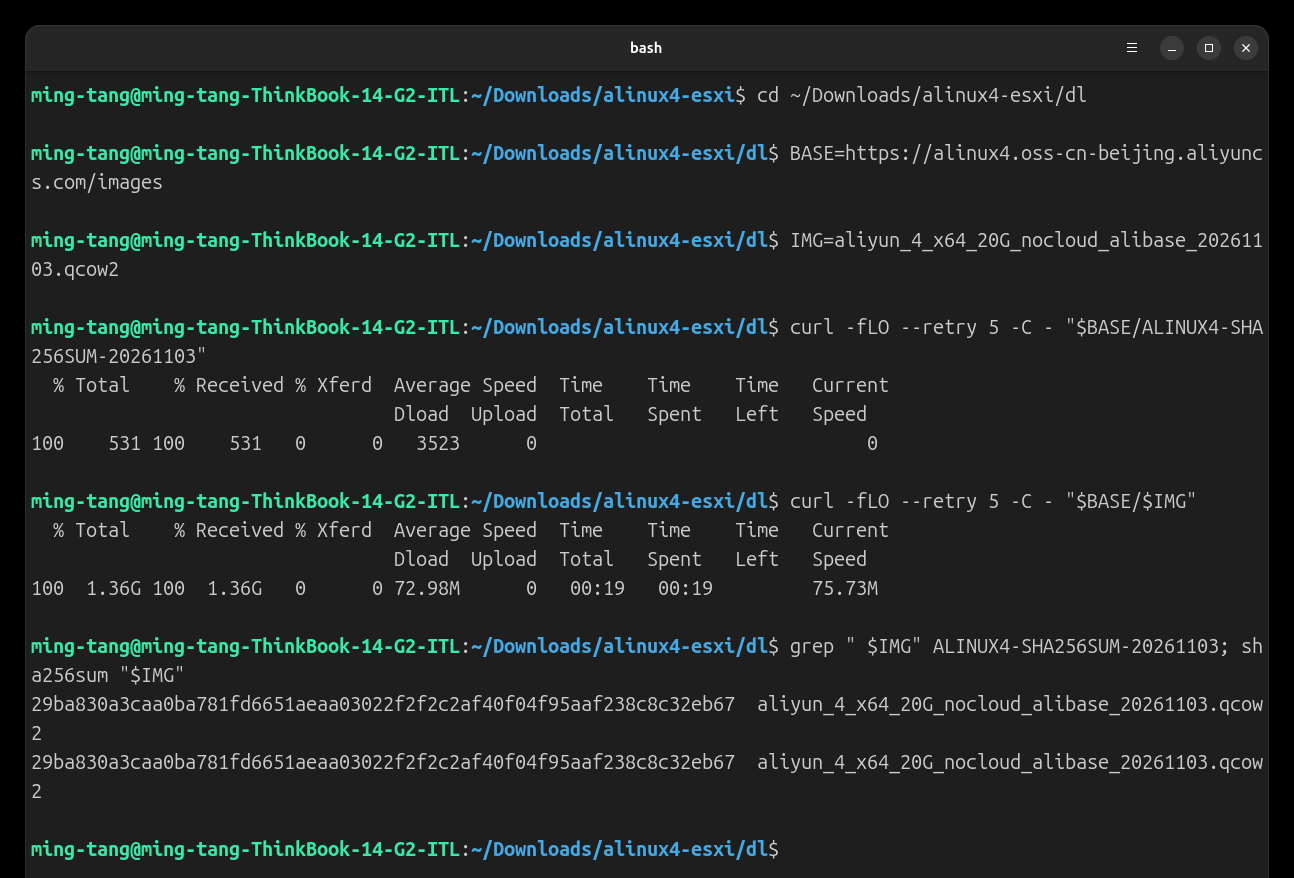 bash
ming-tang@ming-tang-ThinkBook-14-G2-ITL:~/Downloads/alinux4-esxi$ cd ~/Downloads/alinux4-esxi/dl
ming-tang@ming-tang-ThinkBook-14-G2-ITL:~/Downloads/alinux4-esxi/dl$ BASE=https://alinux4.oss-cn-beijing.aliyunc
s.com/images
ming-tang@ming-tang-ThinkBook-14-G2-ITL:~/Downloads/alinux4-esxi/dl$ IMG=aliyun_4_x64_20G_nocloud_alibase_202611
03.qcow2
ming-tang@ming-tang-ThinkBook-14-G2-ITL:~/Downloads/alinux4-esxi/dl$ curl -fLO --retry 5 -C - "$BASE/ALINUX4-SHA
256SUM-20261103"
  % Total    % Received % Xferd  Average Speed  Time    Time    Time   Current
                                 Dload  Upload  Total   Spent   Left   Speed
100    531 100    531   0      0   3523      0                              0
ming-tang@ming-tang-ThinkBook-14-G2-ITL:~/Downloads/alinux4-esxi/dl$ curl -fLO --retry 5 -C - "$BASE/$IMG"
  % Total    % Received % Xferd  Average Speed  Time    Time    Time   Current
                                 Dload  Upload  Total   Spent   Left   Speed
100  1.36G 100  1.36G   0      0 72.98M      0   00:19   00:19         75.73M
ming-tang@ming-tang-ThinkBook-14-G2-ITL:~/Downloads/alinux4-esxi/dl$ grep " $IMG" ALINUX4-SHA256SUM-20261103; sh
a256sum "$IMG"
29ba830a3caa0ba781fd6651aeaa03022f2f2c2af40f04f95aaf238c8c32eb67  aliyun_4_x64_20G_nocloud_alibase_20261103.qcow
2
29ba830a3caa0ba781fd6651aeaa03022f2f2c2af40f04f95aaf238c8c32eb67  aliyun_4_x64_20G_nocloud_alibase_20261103.qcow
2
ming-tang@ming-tang-ThinkBook-14-G2-ITL:~/Downloads/alinux4-esxi/dl$